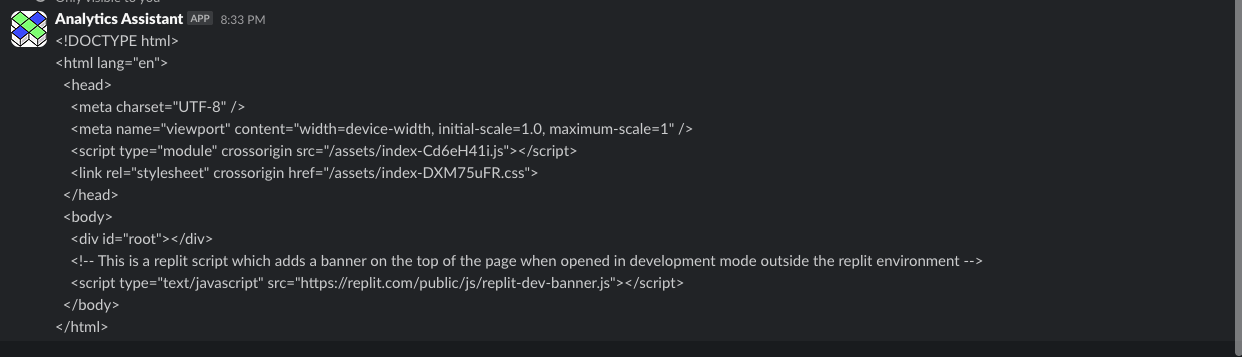 Only visible to you
Analytics Assistant APP 8:33 PM
<!DOCTYPE html>
<html lang="en">
<head>
<meta charset="UTF-8" />
<meta name="viewport" content="width=device-width, initial-scale=1.0, maximum-scale=1" />
<script type="module" crossorigin src="/assets/index-Cd6eH41i.js"></script>
<link rel="stylesheet" crossorigin href="/assets/index-DXM75uFR.css">
</head>
<body>
<div id="root"></div>
<!-- This is a replit script which adds a banner on the top of the page when opened in development mode outside the replit environment -->
<script type="text/javascript" src="https://replit.com/public/js/replit-dev-banner.js"></script>
</body>
</html>